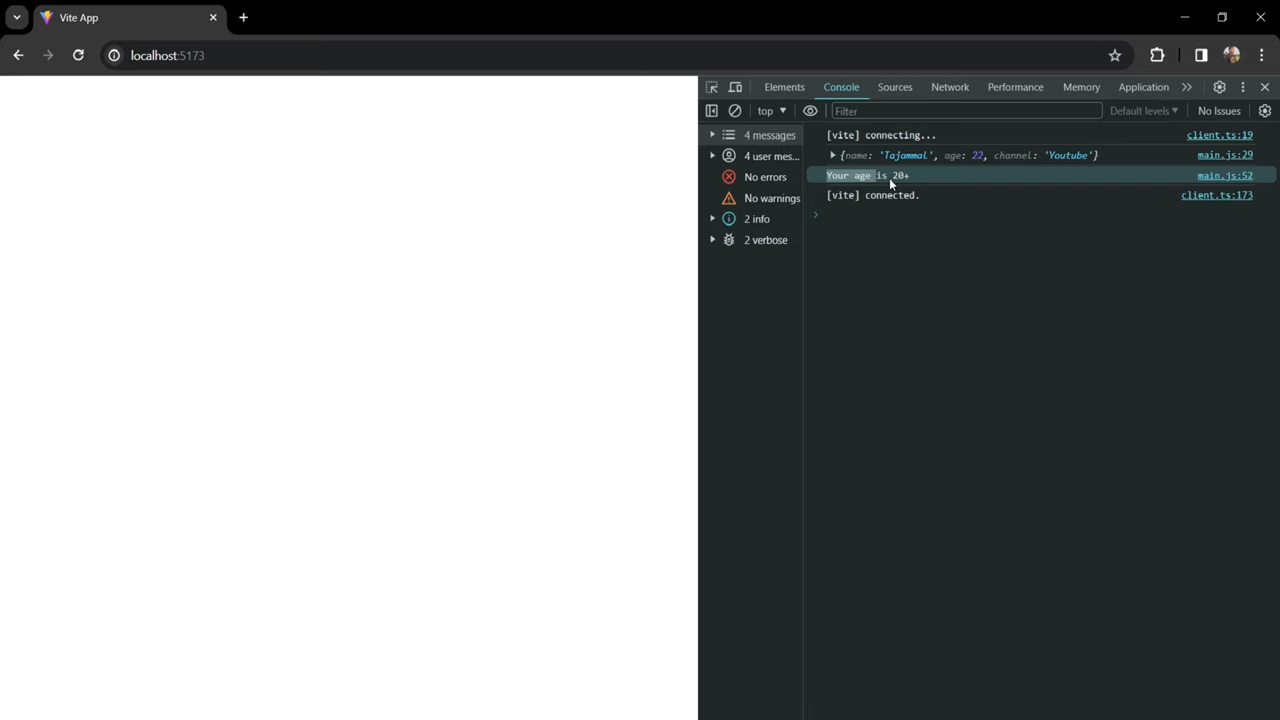 Vite App
localhost:5173
Elements Console Sources Network Performance Memory Application
top Filter Default levels No Issues
4 messages
4 user mes...
No errors
No warnings
2 info
2 verbose
[vite] connecting... client.ts:19
{name: 'Tajammal', age: 22, channel: 'Youtube'} main.js:29
Your age is 20+ main.js:52
[vite] connected. client.ts:173